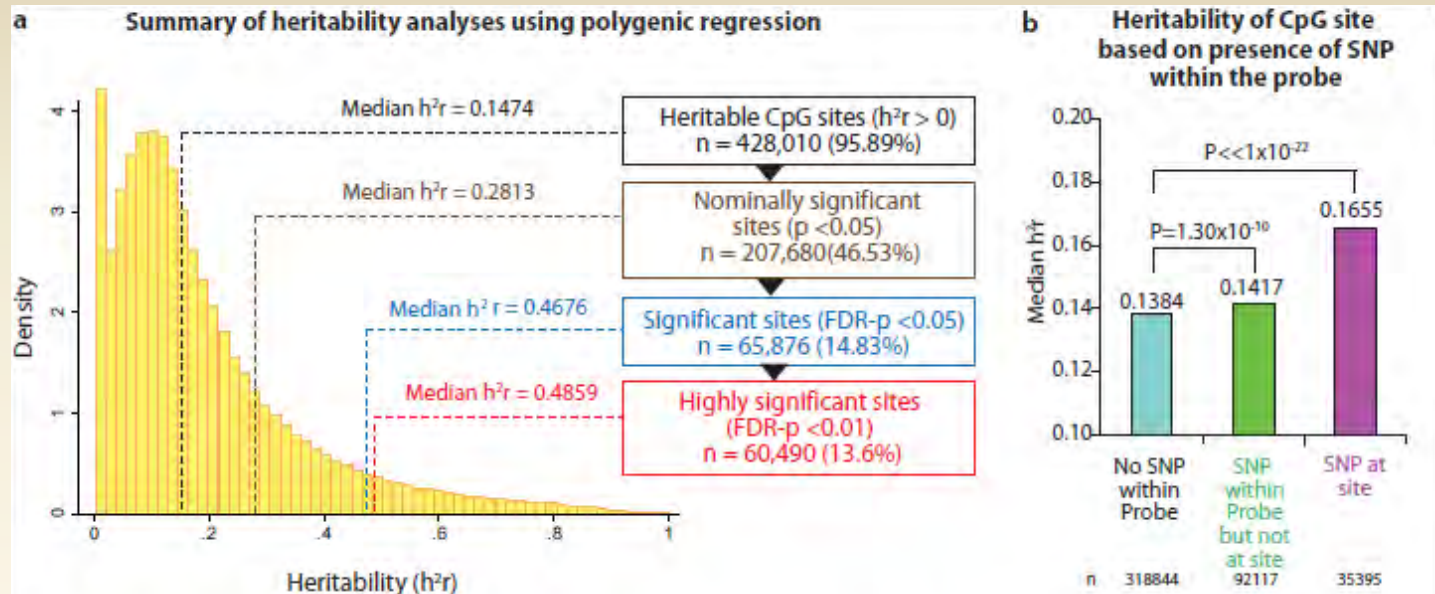 a Summary of heritability analyses using polygenic regression
Density
4
3
2
1
0
0 .2 .4 .6 .8 1
Heritability (h²r)
Median h²r = 0.1474
Median h²r = 0.2813
Median h² r = 0.4676
Median h²r = 0.4859
Heritable CpG sites (h²r > 0)
n = 428,010 (95.89%)
Nominally significant
sites (p <0.05)
n = 207,680(46.53%)
Significant sites (FDR-p <0.05)
n = 65,876 (14.83%)
Highly significant sites
(FDR-p <0.01)
n = 60,490 (13.6%)
b Heritability of CpG site
based on presence of SNP
within the probe
Median h²r
0.20
0.18
0.16
0.14
0.12
0.10
P<<1x10⁻²²
P=1.30x10⁻¹⁰
0.1384
0.1417
0.1655
No SNP
within
Probe
SNP
within
Probe
but not
at site
SNP at
site
n 318844 92117 35395